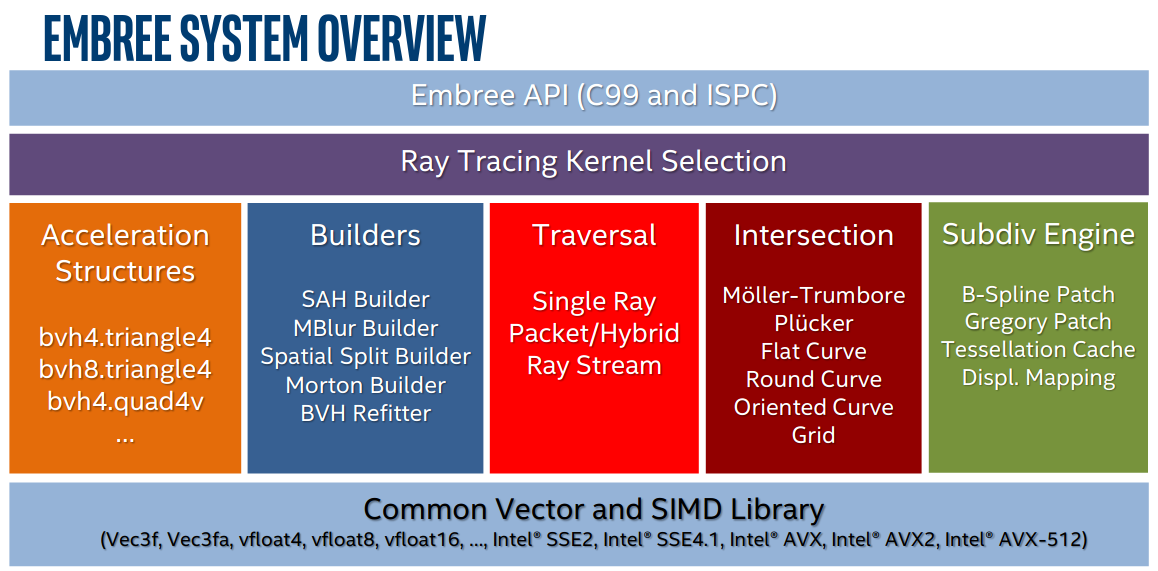 EMBREE SYSTEM OVERVIEW
Embree API (C99 and ISPC)
Ray Tracing Kernel Selection
Acceleration
Structures
bvh4.triangle4
bvh8.triangle4
bvh4.quad4v
...
Builders
SAH Builder
MBlur Builder
Spatial Split Builder
Morton Builder
BVH Refitter
Traversal
Single Ray
Packet/Hybrid
Ray Stream
Intersection
Möller-Trumbore
Plücker
Flat Curve
Round Curve
Oriented Curve
Grid
Subdiv Engine
B-Spline Patch
Gregory Patch
Tessellation Cache
Displ. Mapping
Common Vector and SIMD Library
(Vec3f, Vec3fa, vfloat4, vfloat8, vfloat16, ..., Intel® SSE2, Intel® SSE4.1, Intel® AVX, Intel® AVX2, Intel® AVX-512)